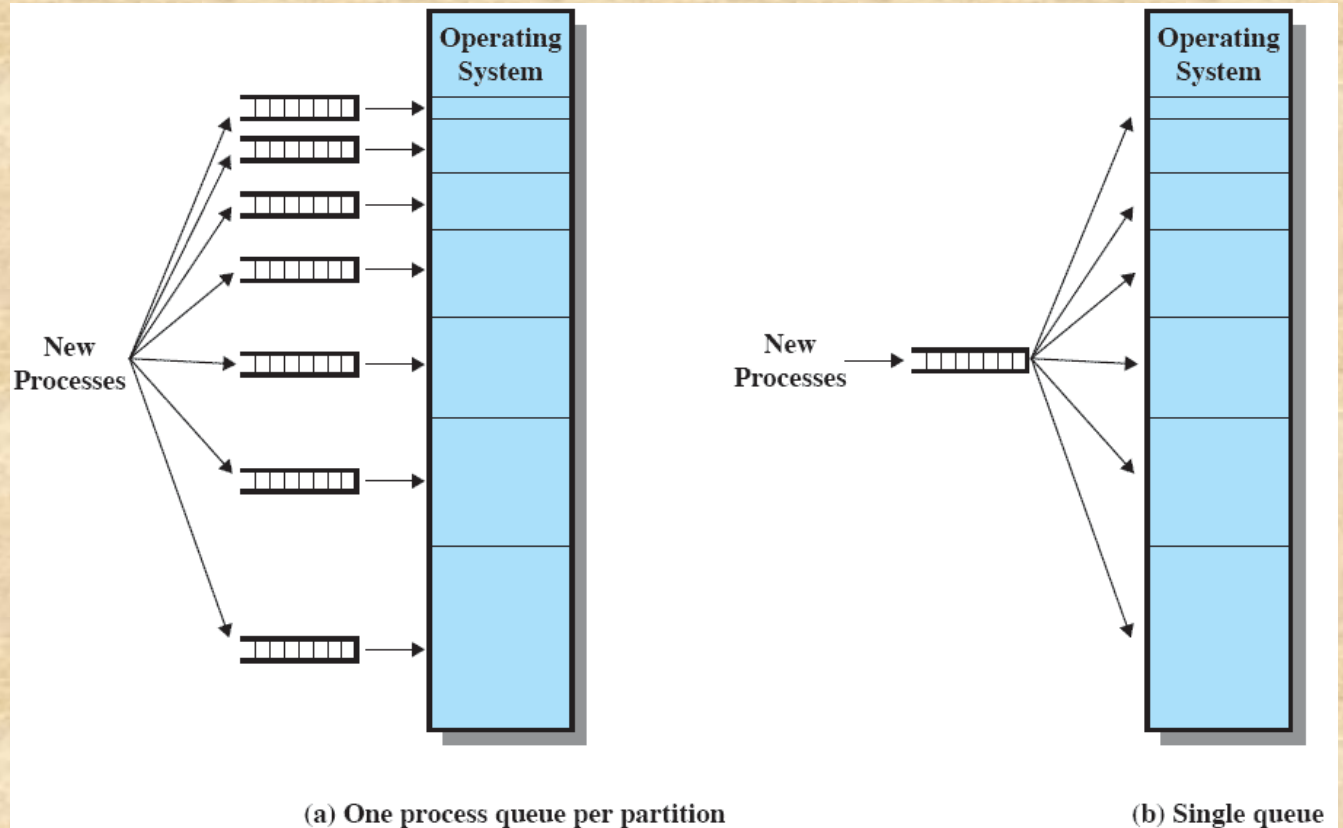 Operating
System
New
Processes
(a) One process queue per partition
Operating
System
New
Processes
(b) Single queue